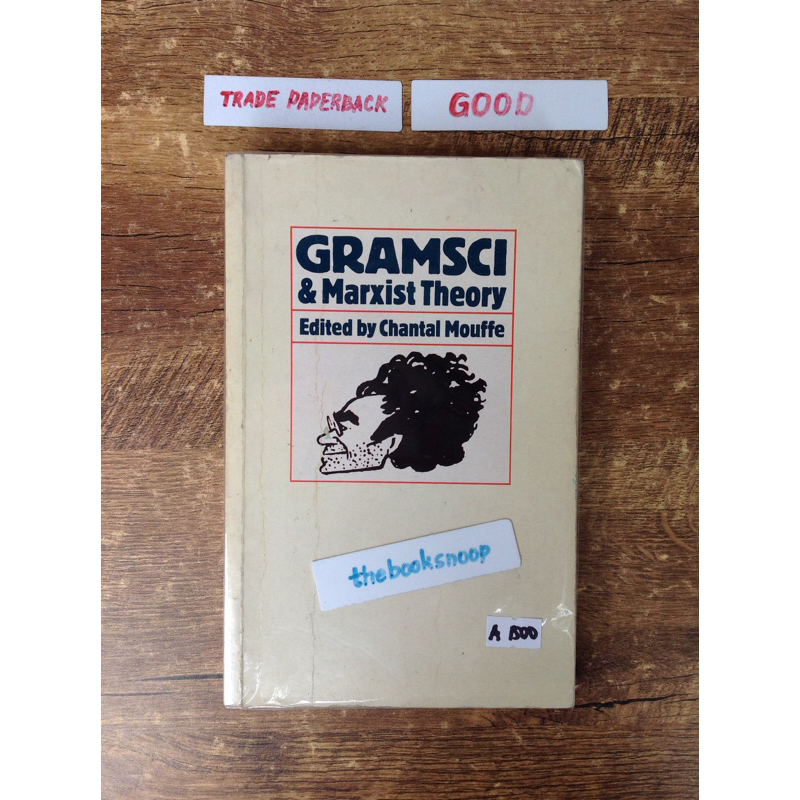 TRADE PAPERBACK
GOOD
GRAMSCI
& Marxist Theory
Edited by Chantal Mouffe
thebooksnoop
A 1500